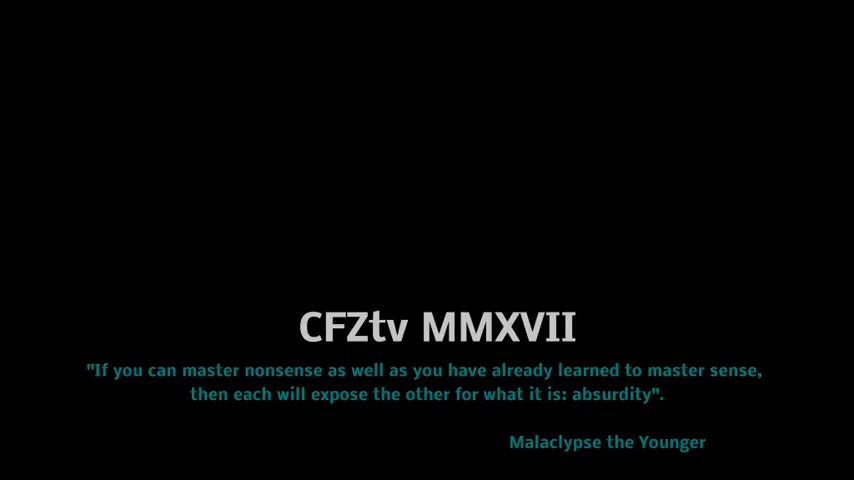 CFZtv MMXVII
"If you can master nonsense as well as you have already learned to master sense,
then each will expose the other for what it is: absurdity".
Malaclypse the Younger